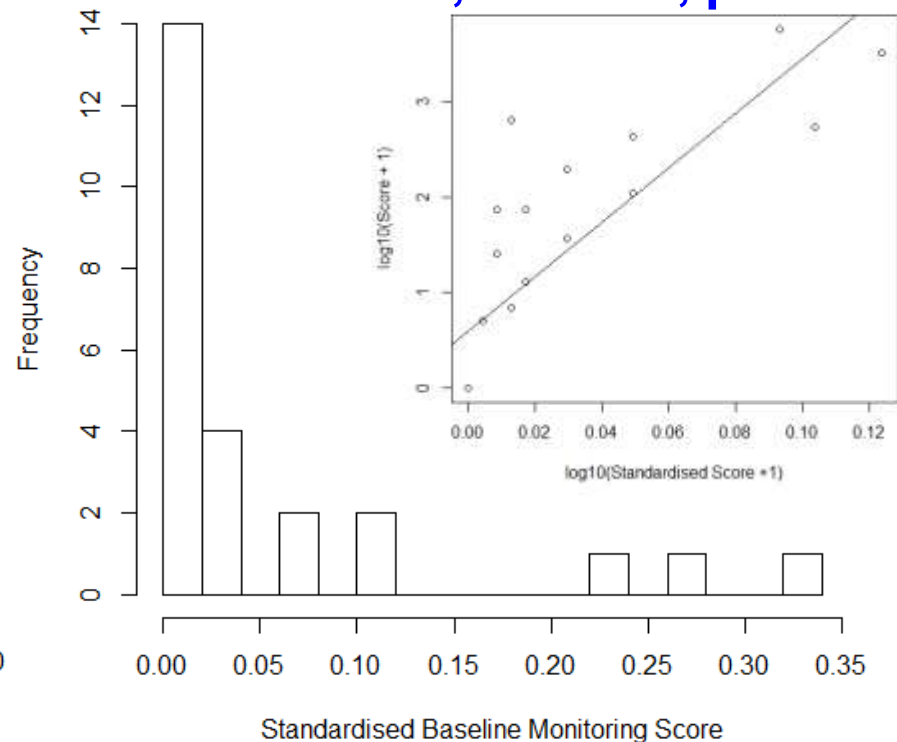 14
12
10
8
6
4
2
0
Frequency
0.00 0.05 0.10 0.15 0.20 0.25 0.30 0.35
Standardised Baseline Monitoring Score
3
2
1
0
log10(Score + 1)
0.00 0.02 0.04 0.06 0.08 0.10 0.12
log10(Standardised Score +1)